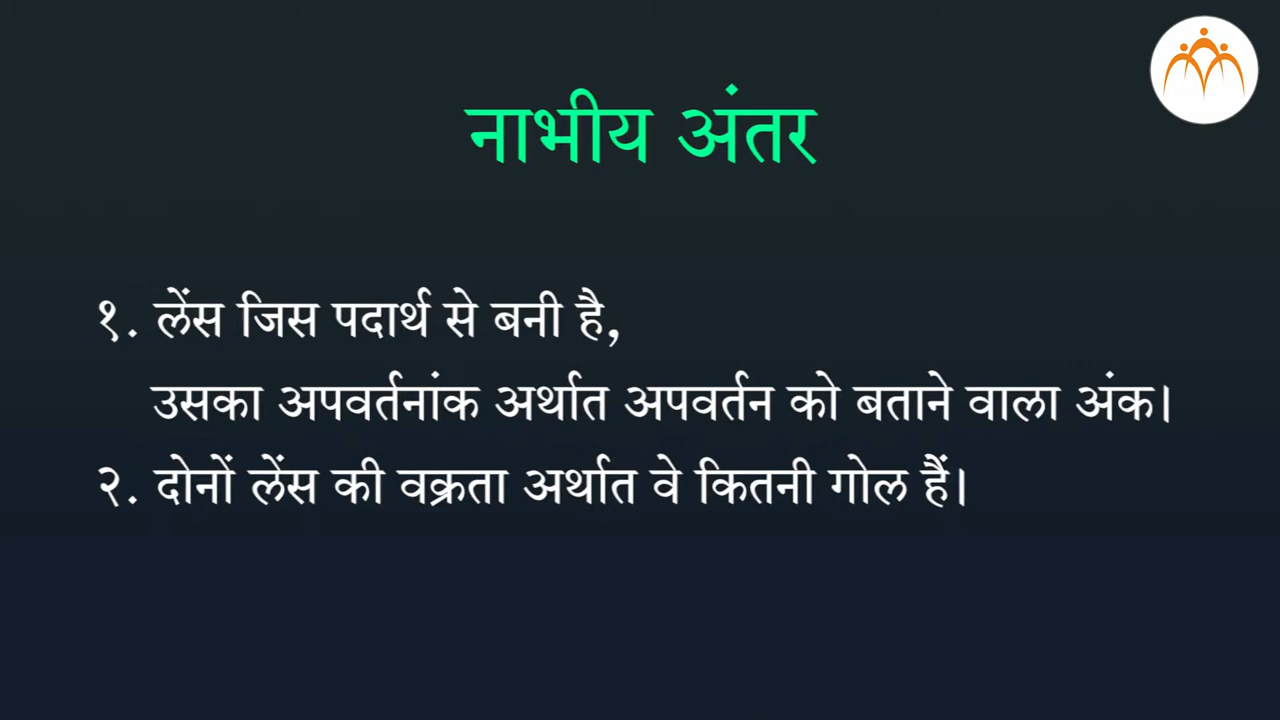 नाभीय अंतर
१. लेंस जिस पदार्थ से बनी है,
उसका अपवर्तनांक अर्थात अपवर्तन को बताने वाला अंक।
२. दोनों लेंस की वक्रता अर्थात वे कितनी गोल हैं।